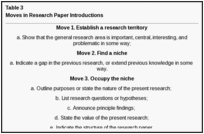 Table 3
Moves in Research Paper Introductions
Move 1. Establish a research territory
a. Show that the general research area is important, central, interesting, and
problematic in some way;
Move 2. Find a niche
a. Indicate a gap in the previous research, or extend previous knowledge in some
way.
Move 3. Occupy the niche
a. Outline purposes or state the nature of the present research;
b. List research questions or hypotheses;
c. Announce principle findings;
d. State the value of the present research;
e. Indicate the structure of the research paper